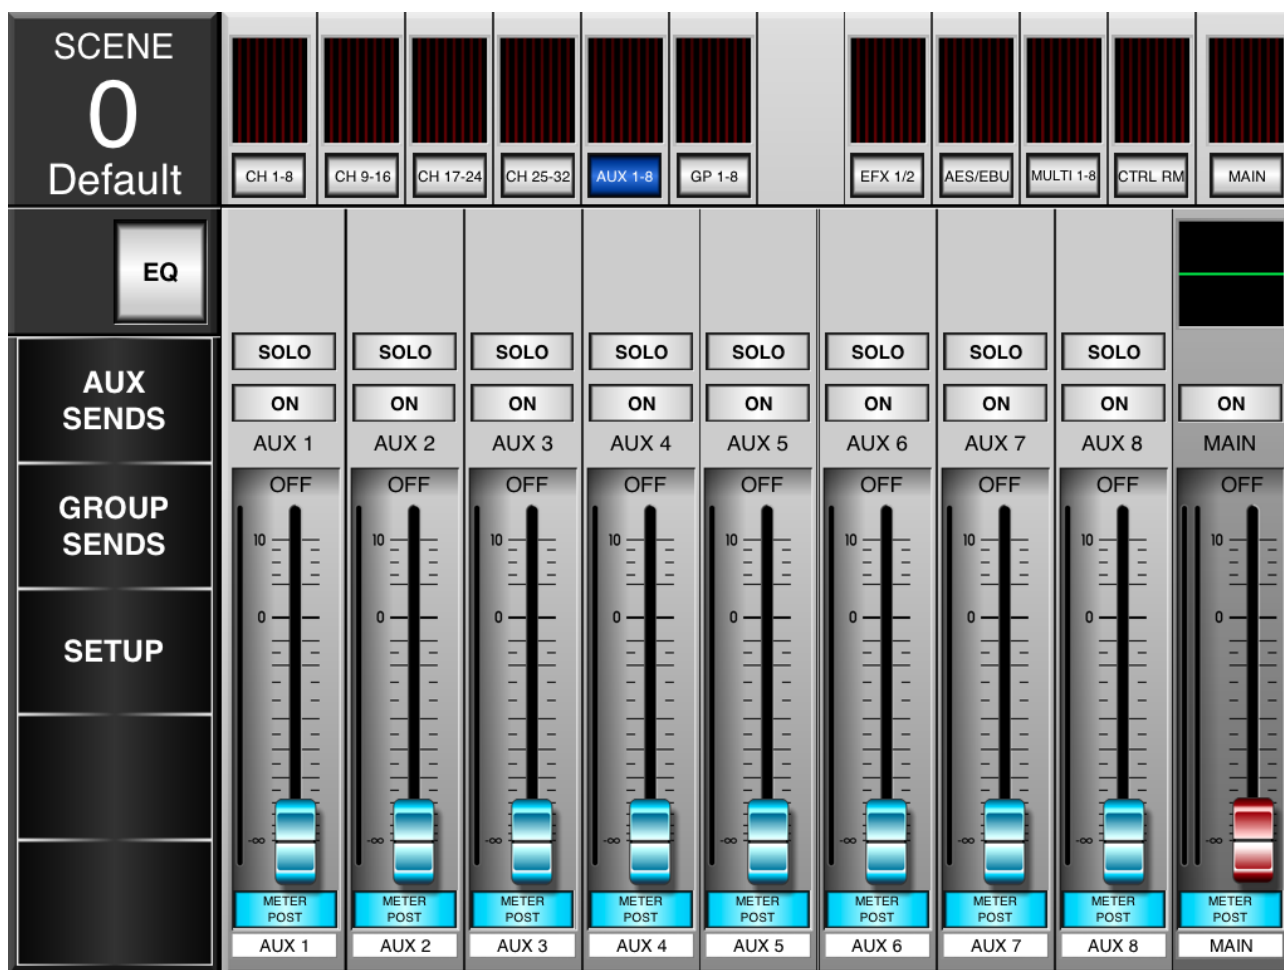 SCENE
0
Default
CH 1-8 CH 9-16 CH 17-24 CH 25-32 AUX 1-8 GP 1-8 EFX 1/2 AES/EBU MULTI 1-8 CTRL RM MAIN
EQ
AUX
SENDS
GROUP
SENDS
SETUP
SOLO SOLO SOLO SOLO SOLO SOLO SOLO SOLO
ON ON ON ON ON ON ON ON ON
AUX 1 AUX 2 AUX 3 AUX 4 AUX 5 AUX 6 AUX 7 AUX 8 MAIN
OFF OFF OFF OFF OFF OFF OFF OFF OFF
10 10 10 10 10 10 10 10 10
0 0 0 0 0 0 0 0 0
-∞ -∞ -∞ -∞ -∞ -∞ -∞ -∞ -∞
METER METER METER METER METER METER METER METER METER
POST POST POST POST POST POST POST POST POST
AUX 1 AUX 2 AUX 3 AUX 4 AUX 5 AUX 6 AUX 7 AUX 8 MAIN